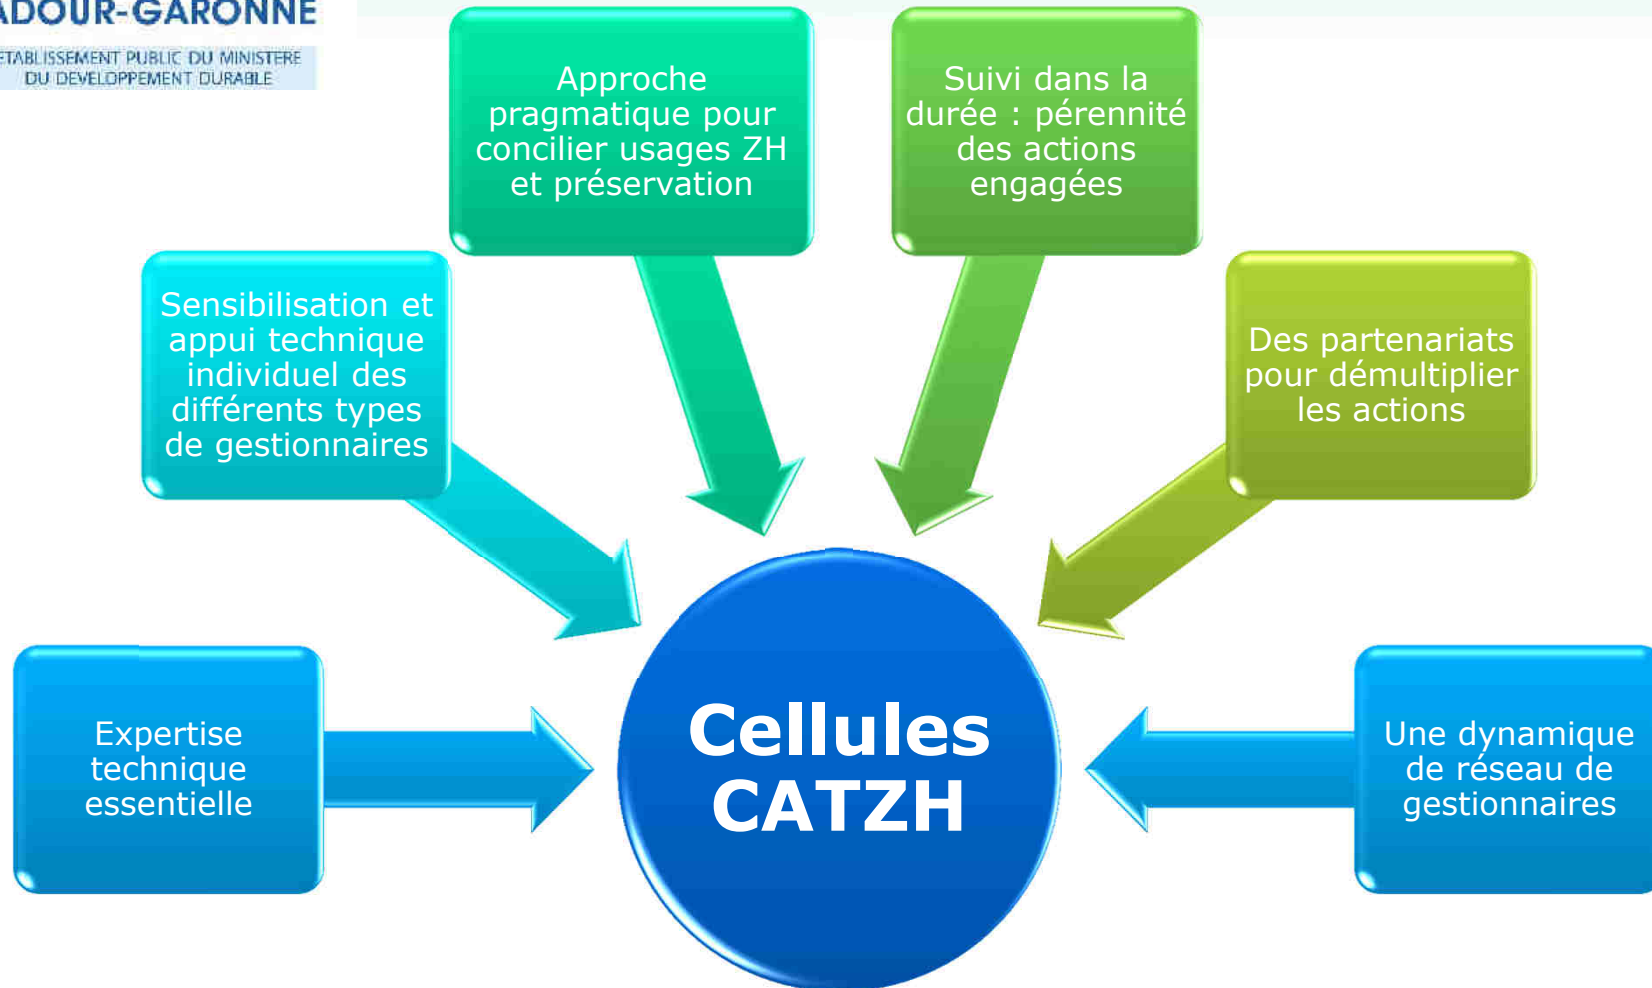 ADOUR-GARONNE
ETABLISSEMENT PUBLIC DU MINISTERE
DU DEVELOPPEMENT DURABLE
Approche
pragmatique pour
concilier usages ZH
et préservation
Suivi dans la
durée : pérennité
des actions
engagées
Sensibilisation et
appui technique
individuel des
différents types
de gestionnaires
Des partenariats
pour démultiplier
les actions
Expertise
technique
essentielle
Cellules
CATZH
Une dynamique
de réseau de
gestionnaires